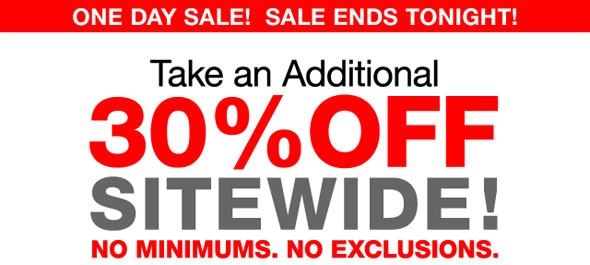 ONE DAY SALE! SALE ENDS TONIGHT!
Take an Additional
30%OFF
SITEWIDE!
NO MINIMUMS. NO EXCLUSIONS.